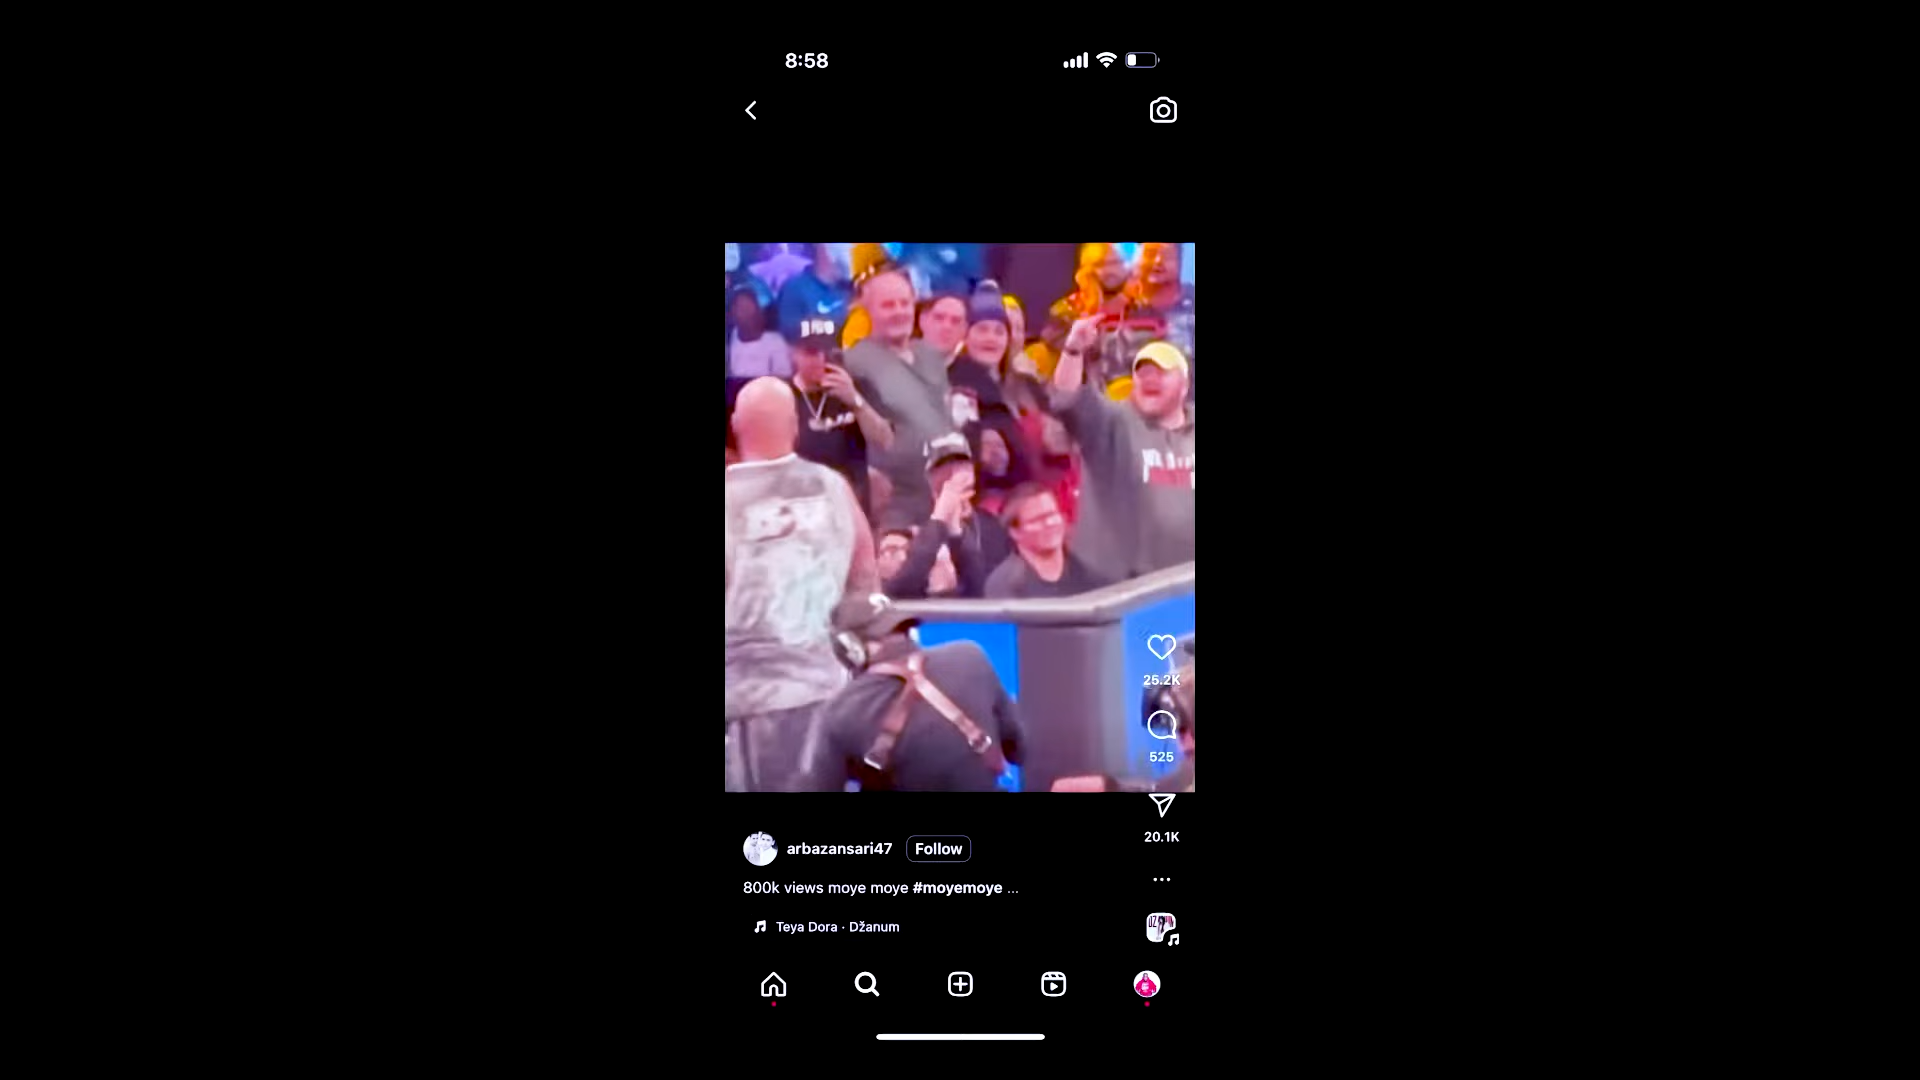 8:58
25.2K
525
20.1K
arbazansari47
Follow
800k views moye moye #moyemoye ...
Teya Dora · Džanum